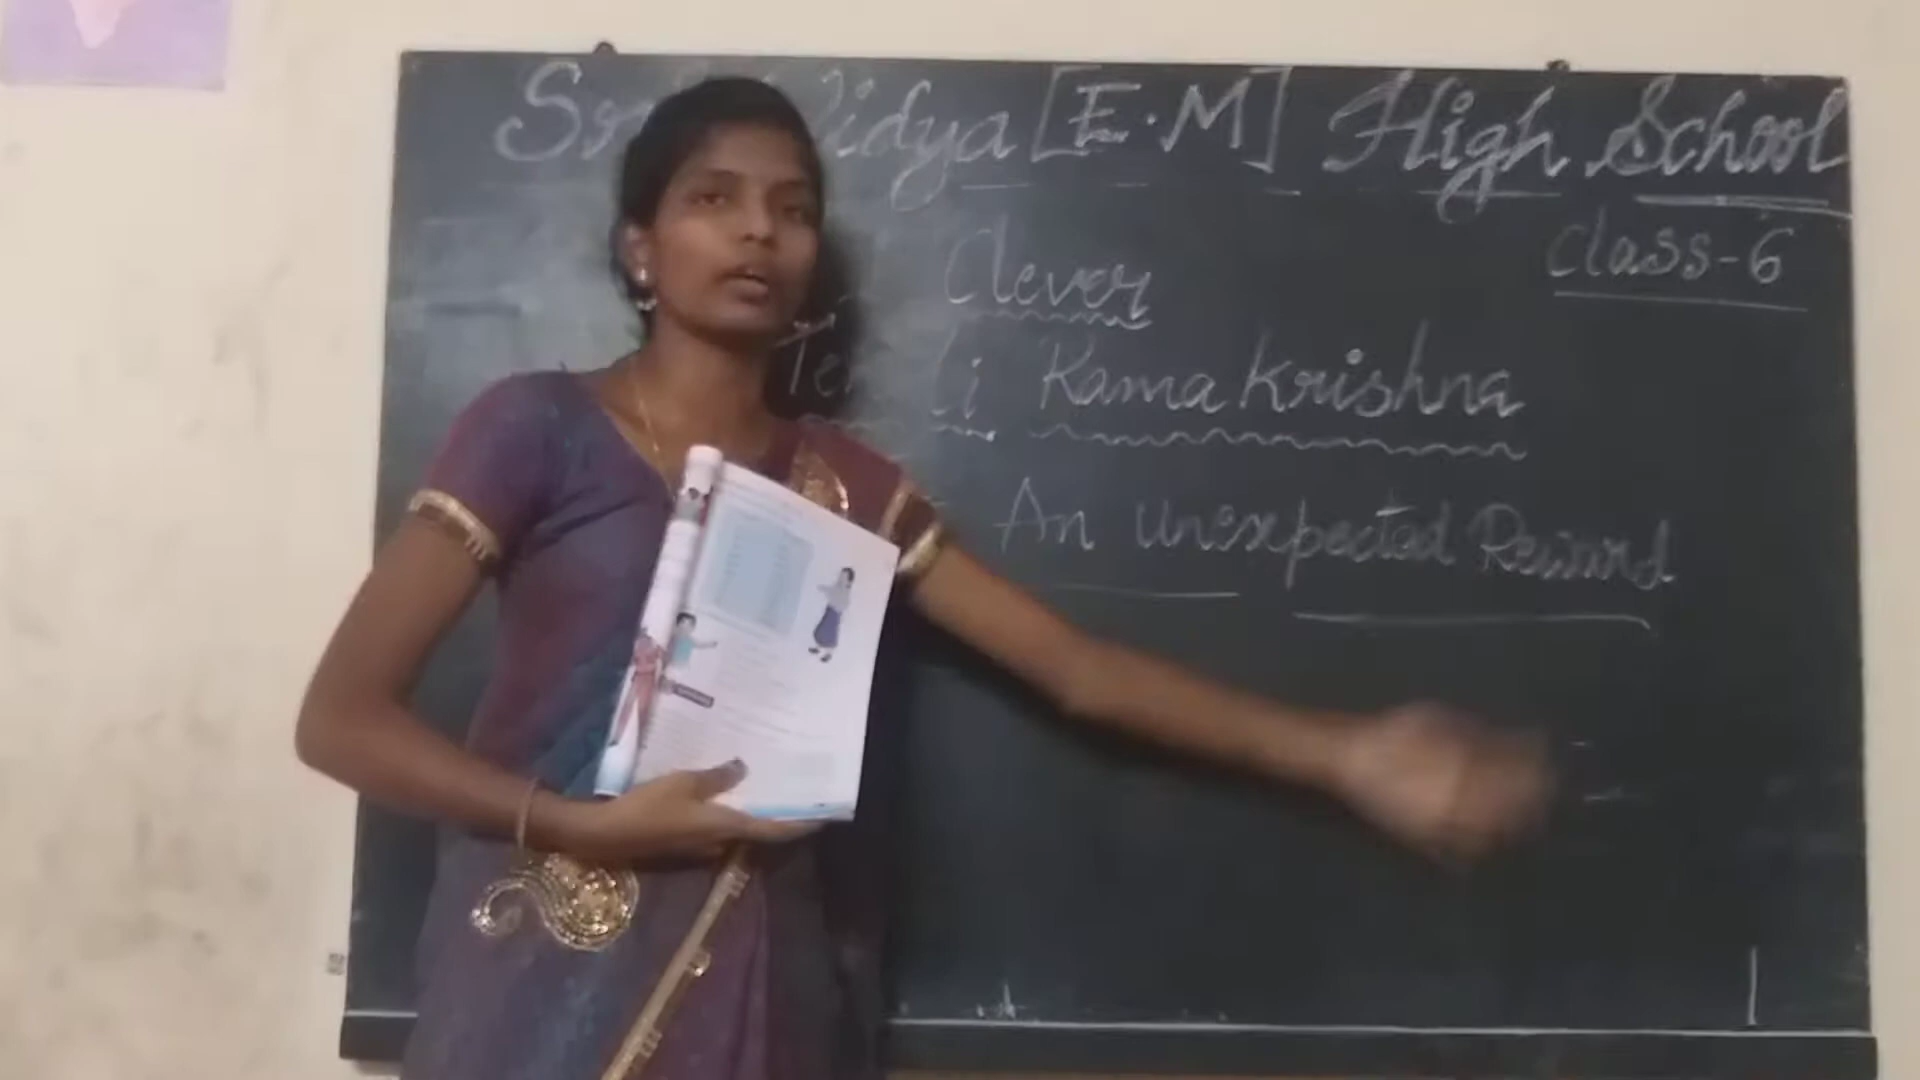 Vidya [E.M] High School
Class-6
Clever
Rama Krishna
An Unexpected Reward